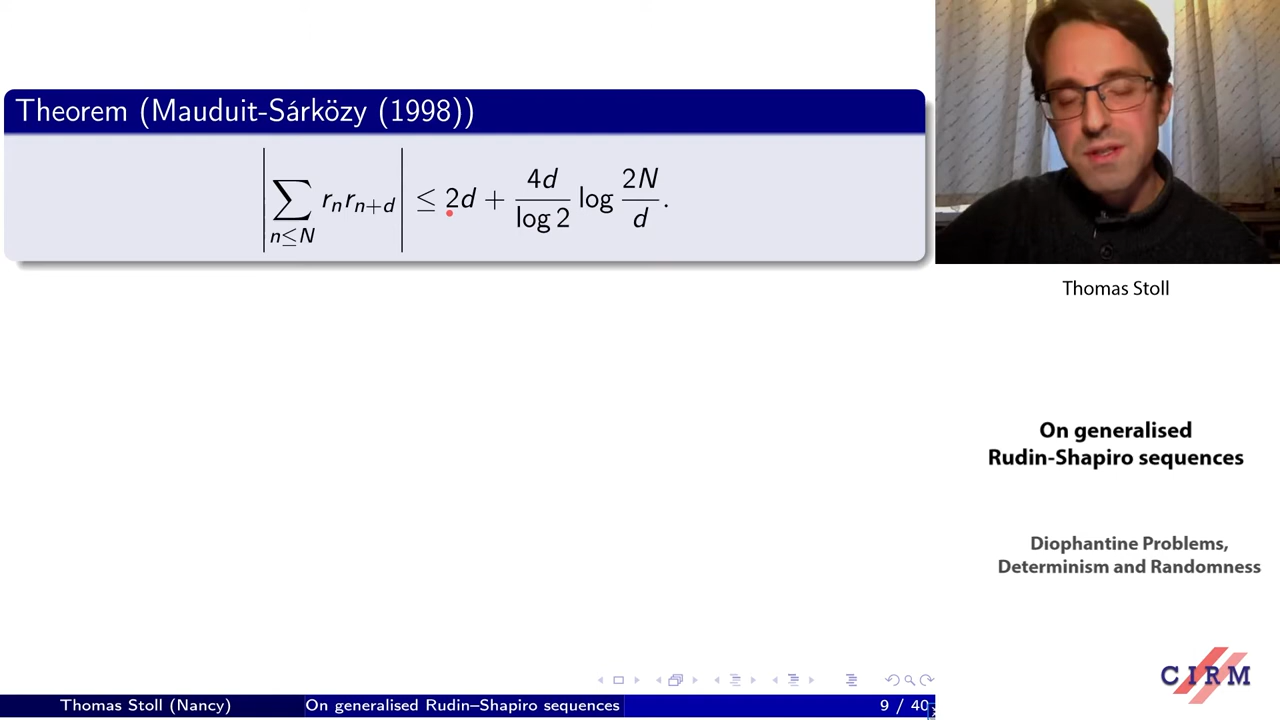 Theorem (Mauduit-Sárközy (1998))
|∑_{n≤N} r_n r_{n+d}| ≤ 2d + 4d/log 2 log 2N/d.
Thomas Stoll
On generalised
Rudin-Shapiro sequences
Diophantine Problems,
Determinism and Randomness
CIRM
Thomas Stoll (Nancy) On generalised Rudin–Shapiro sequences 9 / 40